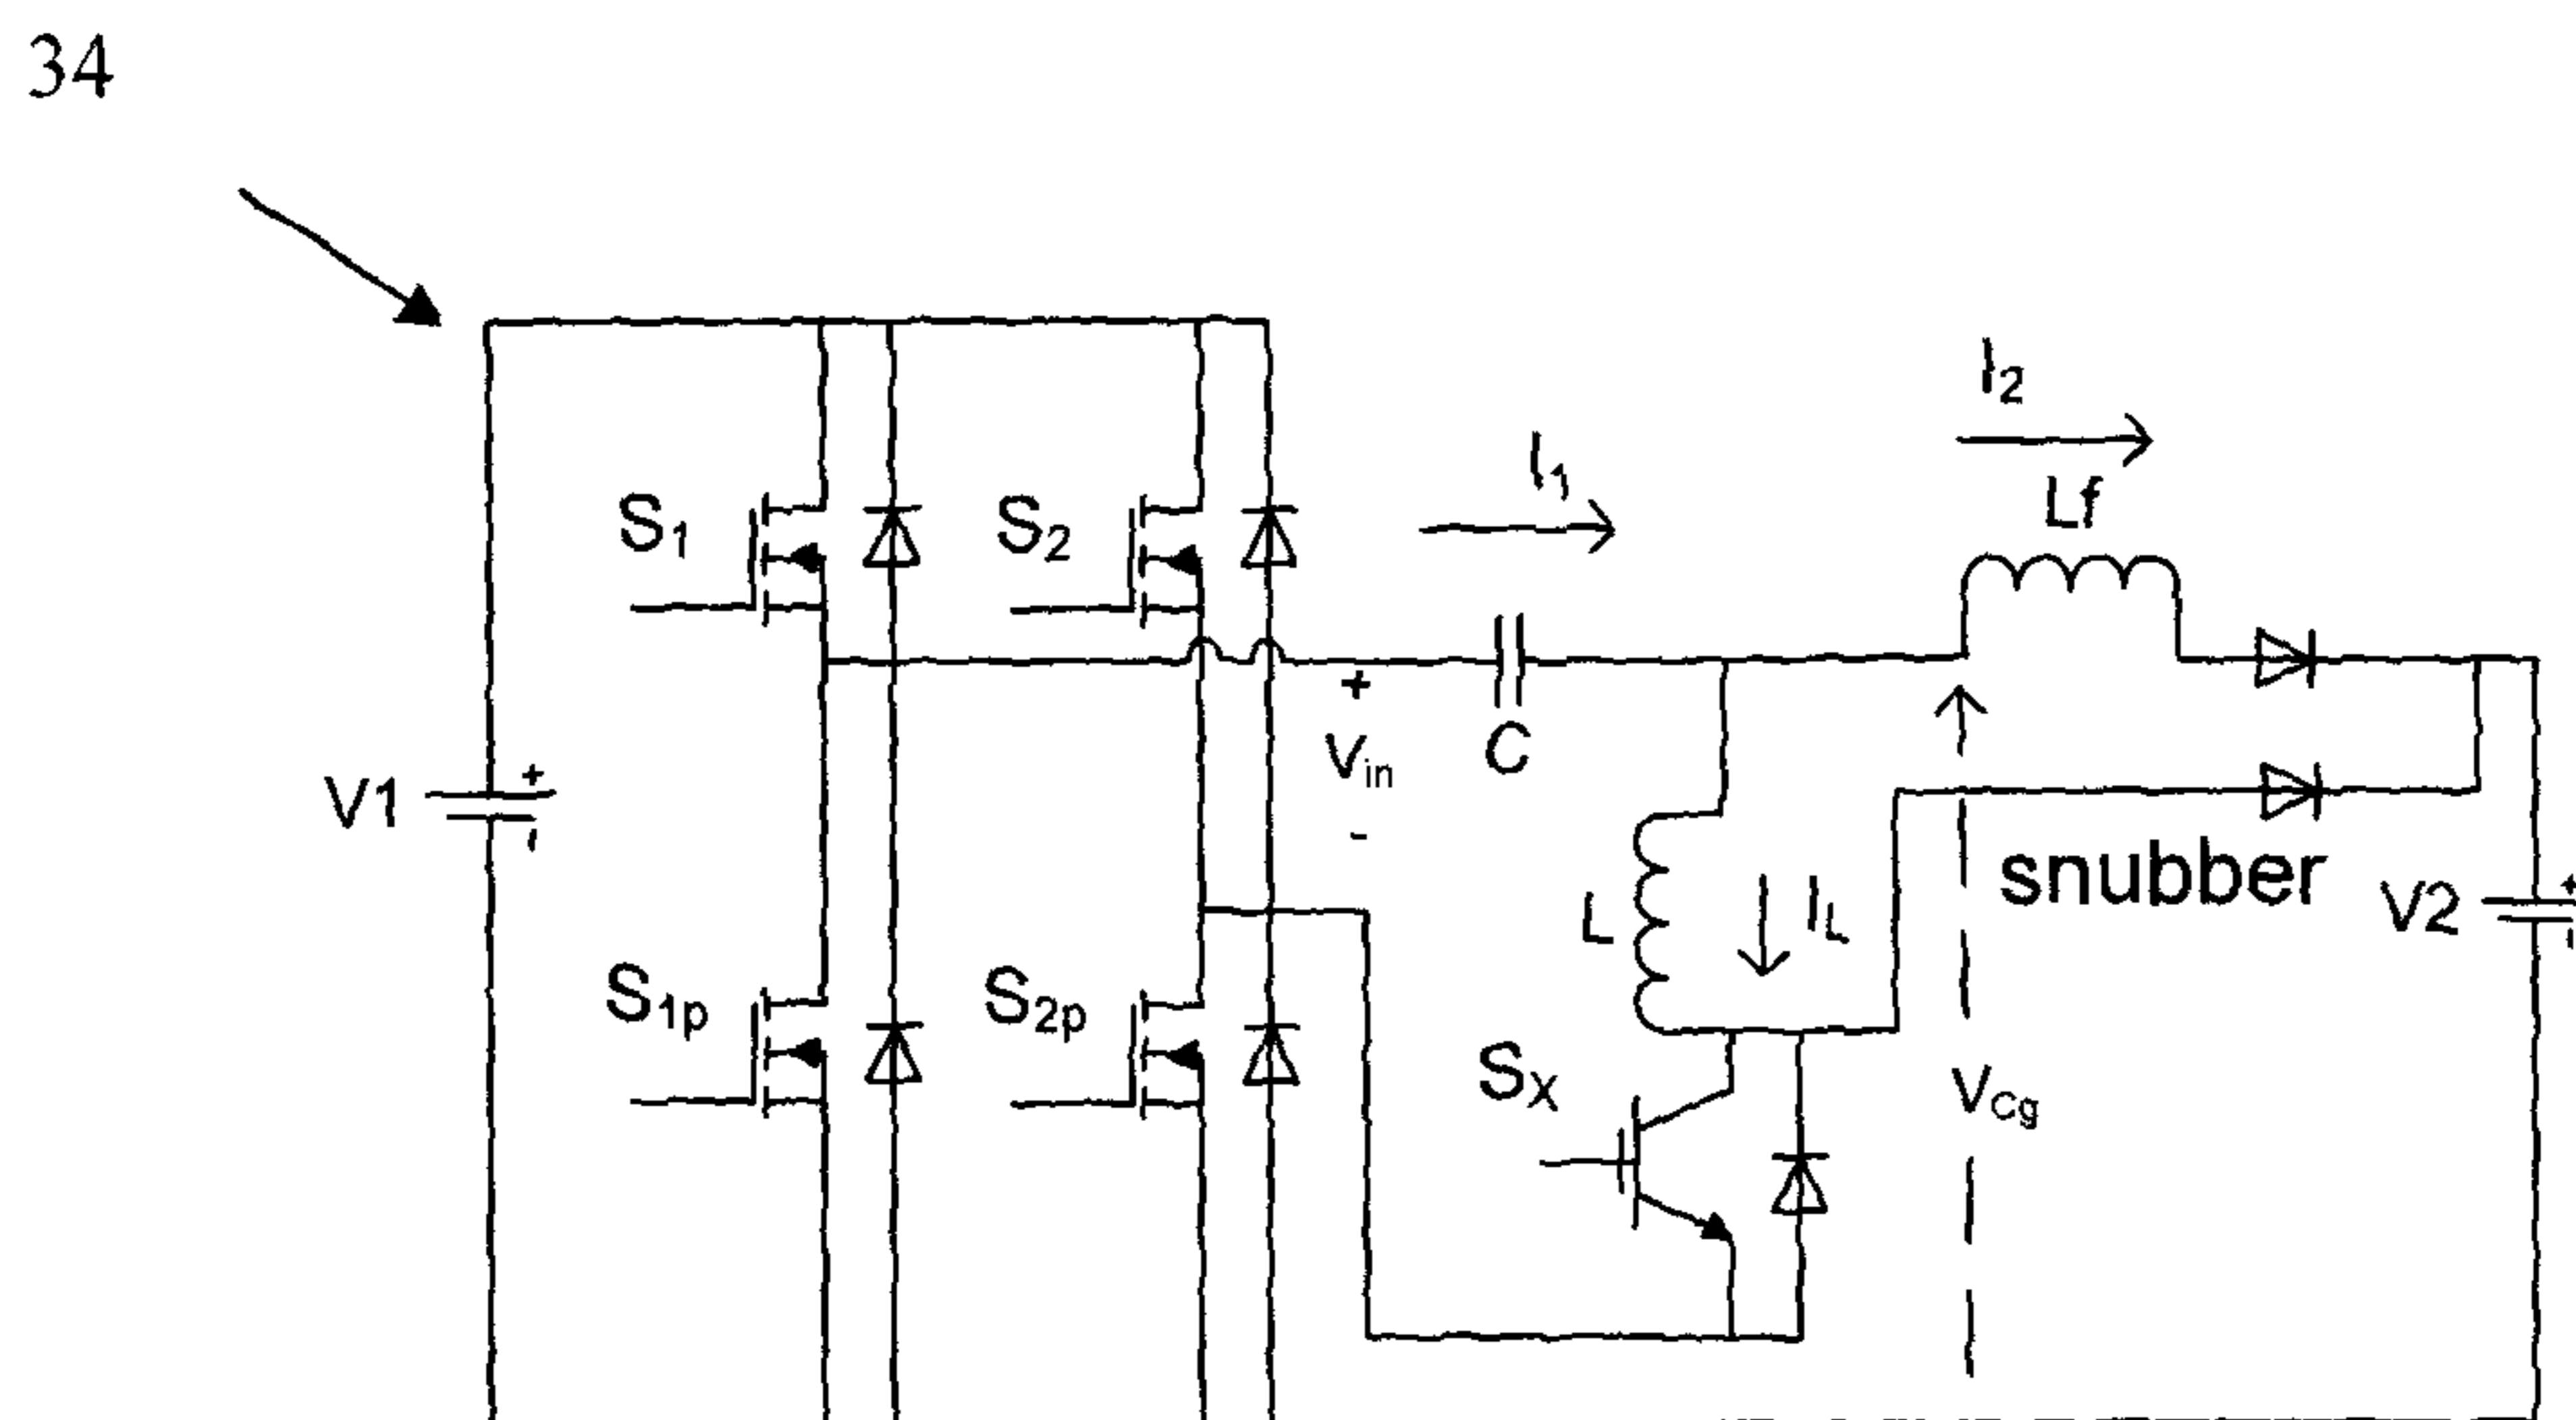 34
I2
Lf
I1
S1
S2
+
Vin
-
C
V1
+
-
snubber
L
IL
V2
+
-
S1p
S2p
SX
VCg